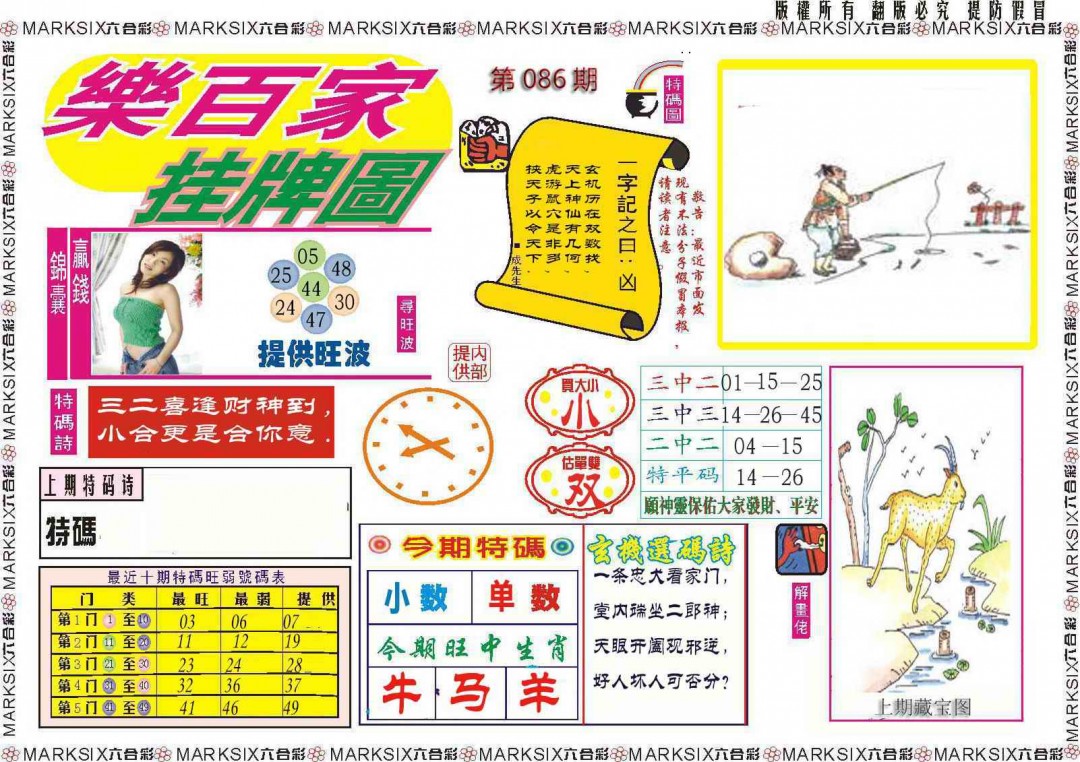 版權所有 翻版必究 提防假冒
MARKSIX六合彩 MARKSIX六合彩 MARKSIX六合彩 MARKSIX六合彩 MARKSIX六合彩 MARKSIX六合彩 MARKSIX六合彩
樂百家
挂牌圖
第086期
特碼圖
一字記之曰：凶
玄机历在双数找、
天上神仙有几何、
虎游鼠穴是非多、
挟天子以令天下、
■成先生
敬告：最近市面发
现有不法分子假冒本报，
请读者注意
贏錢
錦囊
05
25
48
44
24
30
47
提供旺波
尋旺波
内部
提供
特碼詩
三二喜逢财神到，
小合更是合你意．
買大小
小
估單雙
双
三中二 01—15—25
三中三 14—26—45
二中二 04—15
特平码 14—26
願神靈保佑大家發財、平安
上期特码诗
特碼
最近十期特碼旺弱號碼表
门 类 最旺 最弱 提供
第1门 1 至 10 03 06 07
第2门 11 至 20 11 12 19
第3门 21 至 30 23 24 28
第4门 31 至 40 32 36 37
第5门 41 至 49 41 46 49
今期特碼
小数 单数
今期旺中生肖
牛 马 羊
玄機選碼詩
一条忠犬看家门，
堂内瑞坐二郎神；
天眼开阖观邪送，
好人坏人可否分？
解畫佬
上期藏宝图
MARKSIX六合彩 MARKSIX六合彩 MARKSIX六合彩 MARKSIX六合彩 MARKSIX六合彩 MARKSIX六合彩 MARKSIX六合彩